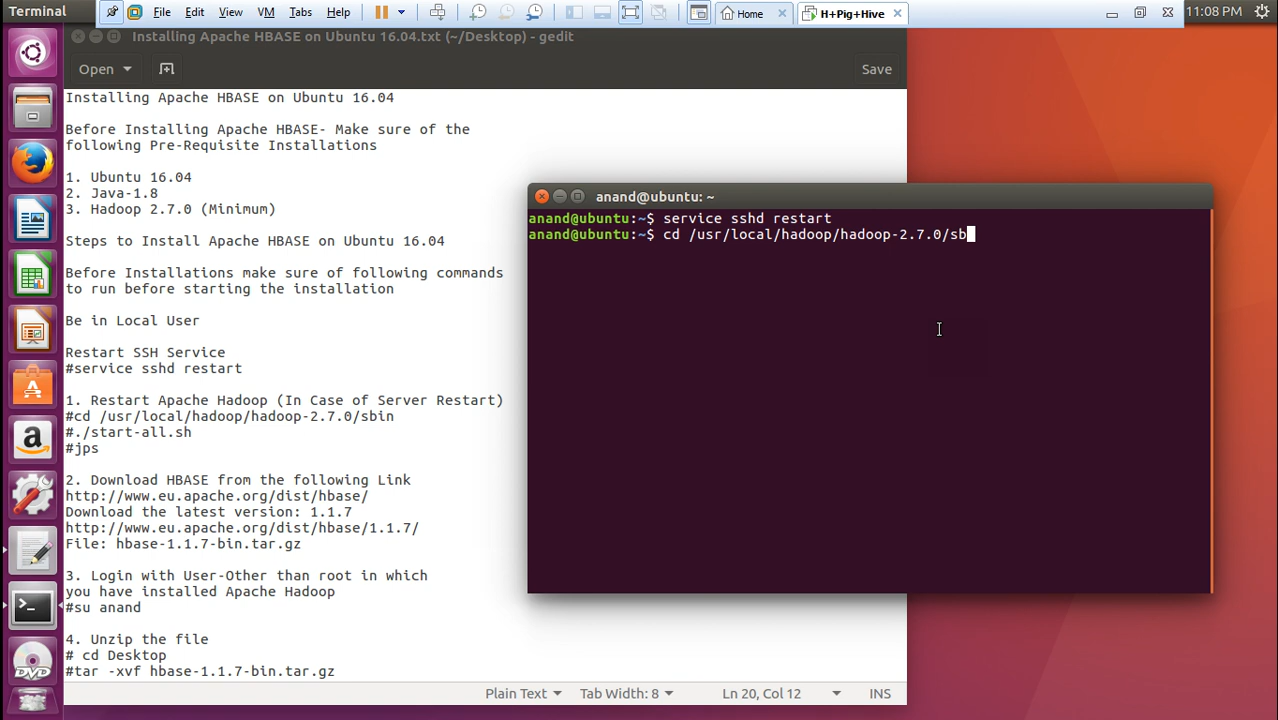 Terminal
File Edit View VM Tabs Help
Home
H+Pig+Hive
11:08 PM
Installing Apache HBASE on Ubuntu 16.04.txt (~/Desktop) - gedit
Open
Save
Installing Apache HBASE on Ubuntu 16.04
Before Installing Apache HBASE- Make sure of the
following Pre-Requisite Installations
1. Ubuntu 16.04
2. Java-1.8
3. Hadoop 2.7.0 (Minimum)
Steps to Install Apache HBASE on Ubuntu 16.04
Before Installations make sure of following commands
to run before starting the installation
Be in Local User
Restart SSH Service
#service sshd restart
1. Restart Apache Hadoop (In Case of Server Restart)
#cd /usr/local/hadoop/hadoop-2.7.0/sbin
#./start-all.sh
#jps
2. Download HBASE from the following Link
http://www.eu.apache.org/dist/hbase/
Download the latest version: 1.1.7
http://www.eu.apache.org/dist/hbase/1.1.7/
File: hbase-1.1.7-bin.tar.gz
3. Login with User-Other than root in which
you have installed Apache Hadoop
#su anand
4. Unzip the file
# cd Desktop
#tar -xvf hbase-1.1.7-bin.tar.gz
Plain Text
Tab Width: 8
Ln 20, Col 12
INS
anand@ubuntu: ~
anand@ubuntu:~$ service sshd restart
anand@ubuntu:~$ cd /usr/local/hadoop/hadoop-2.7.0/sb
a
DVD